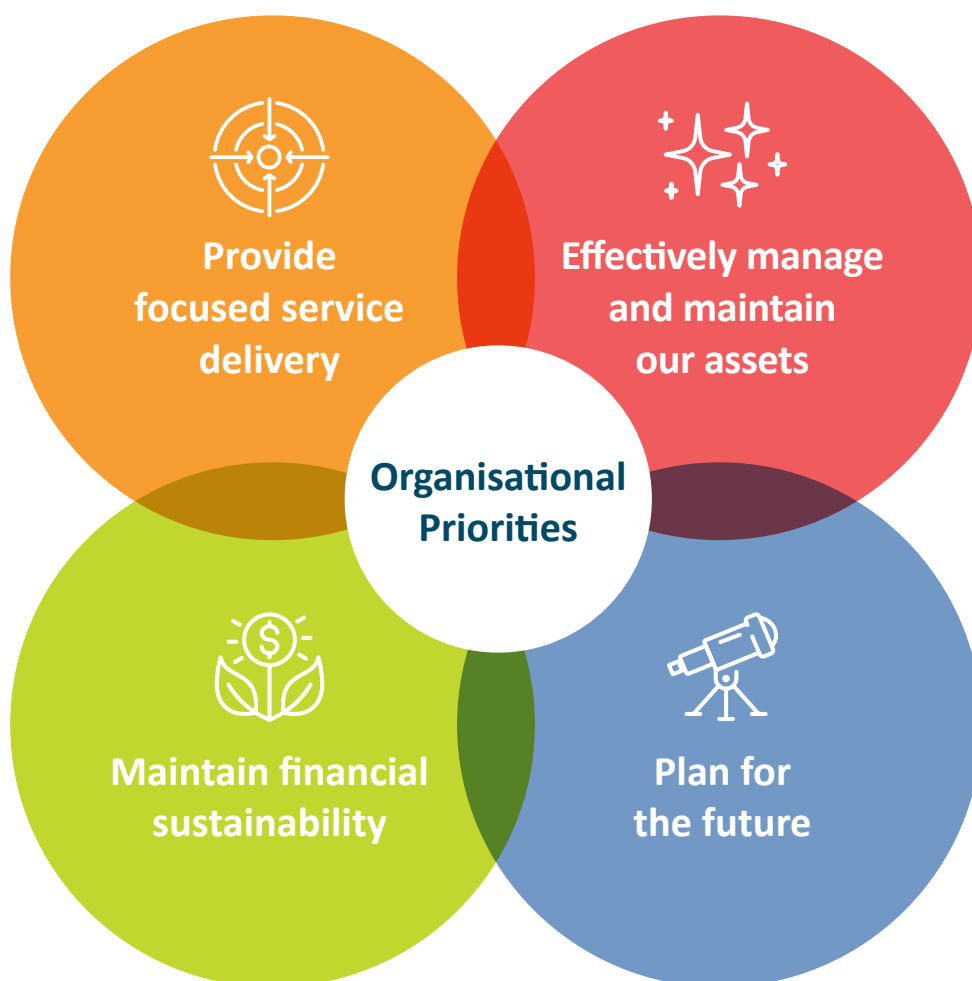 Provide
focused service
delivery
Effectively manage
and maintain
our assets
Organisational
Priorities
$
Maintain financial
sustainability
Plan for
the future